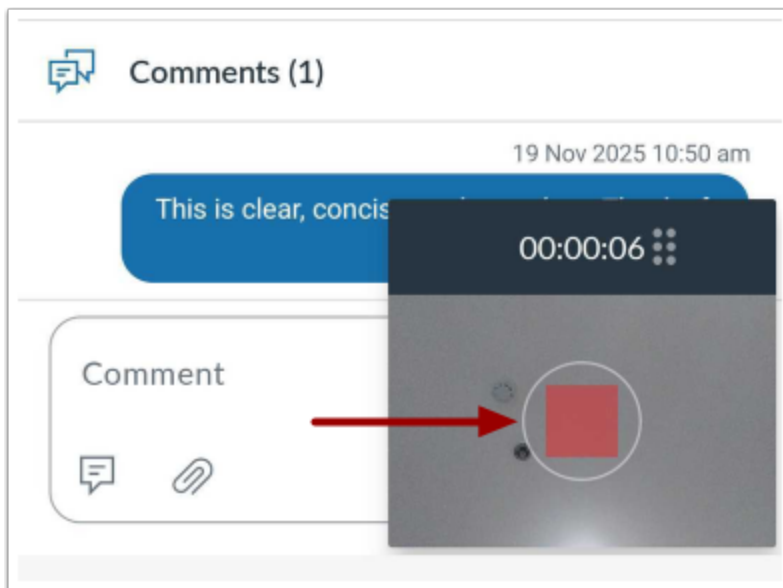 Comments (1)
19 Nov 2025 10:50 am
This is clear, concis
00:00:06
Comment